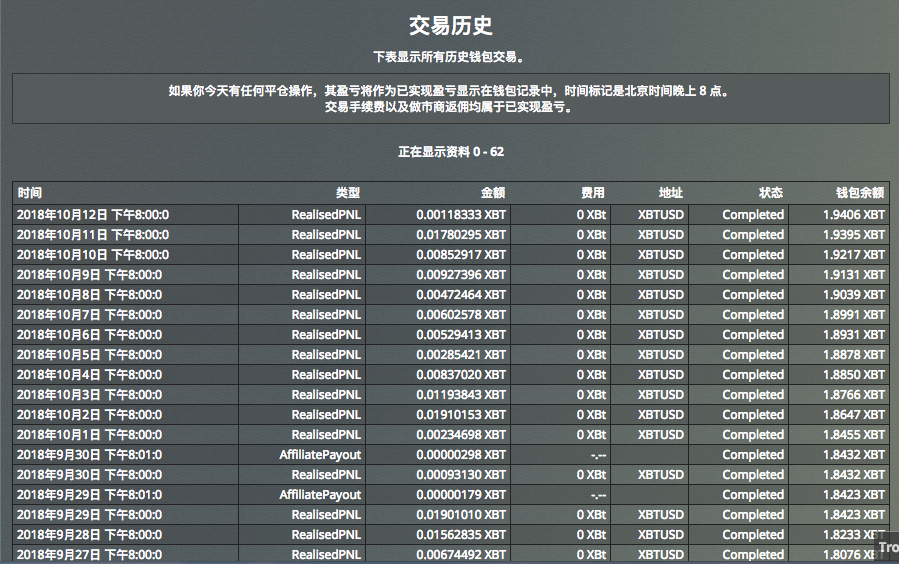 交易历史
下表显示所有历史钱包交易。
如果你今天有任何平仓操作，其盈亏将作为已实现盈亏显示在钱包记录中，时间标记是北京时间晚上 8 点。
交易手续费以及做市商返佣均属于已实现盈亏。
正在显示资料 0 - 62
时间 类型 金额 费用 地址 状态 钱包余额
2018年10月12日 下午8:00:0 RealisedPNL 0.00118333 XBT 0 XBt XBTUSD Completed 1.9406 XBT
2018年10月11日 下午8:00:0 RealisedPNL 0.01780295 XBT 0 XBt XBTUSD Completed 1.9395 XBT
2018年10月10日 下午8:00:0 RealisedPNL 0.00852917 XBT 0 XBt XBTUSD Completed 1.9217 XBT
2018年10月9日 下午8:00:0 RealisedPNL 0.00927396 XBT 0 XBt XBTUSD Completed 1.9131 XBT
2018年10月8日 下午8:00:0 RealisedPNL 0.00472464 XBT 0 XBt XBTUSD Completed 1.9039 XBT
2018年10月7日 下午8:00:0 RealisedPNL 0.00602578 XBT 0 XBt XBTUSD Completed 1.8991 XBT
2018年10月6日 下午8:00:0 RealisedPNL 0.00529413 XBT 0 XBt XBTUSD Completed 1.8931 XBT
2018年10月5日 下午8:00:0 RealisedPNL 0.00285421 XBT 0 XBt XBTUSD Completed 1.8878 XBT
2018年10月4日 下午8:00:0 RealisedPNL 0.00837020 XBT 0 XBt XBTUSD Completed 1.8850 XBT
2018年10月3日 下午8:00:0 RealisedPNL 0.01193843 XBT 0 XBt XBTUSD Completed 1.8766 XBT
2018年10月2日 下午8:00:0 RealisedPNL 0.01910153 XBT 0 XBt XBTUSD Completed 1.8647 XBT
2018年10月1日 下午8:00:0 RealisedPNL 0.00234698 XBT 0 XBt XBTUSD Completed 1.8455 XBT
2018年9月30日 下午8:01:0 AffiliatePayout 0.00000298 XBT -.-- Completed 1.8432 XBT
2018年9月30日 下午8:00:0 RealisedPNL 0.00093130 XBT 0 XBt XBTUSD Completed 1.8432 XBT
2018年9月29日 下午8:01:0 AffiliatePayout 0.00000179 XBT -.-- Completed 1.8423 XBT
2018年9月29日 下午8:00:0 RealisedPNL 0.01901010 XBT 0 XBt XBTUSD Completed 1.8423 XBT
2018年9月28日 下午8:00:0 RealisedPNL 0.01562835 XBT 0 XBt XBTUSD Completed 1.8233 XBT
2018年9月27日 下午8:00:0 RealisedPNL 0.00674492 XBT 0 XBt XBTUSD Completed 1.8076 XBT
Tro